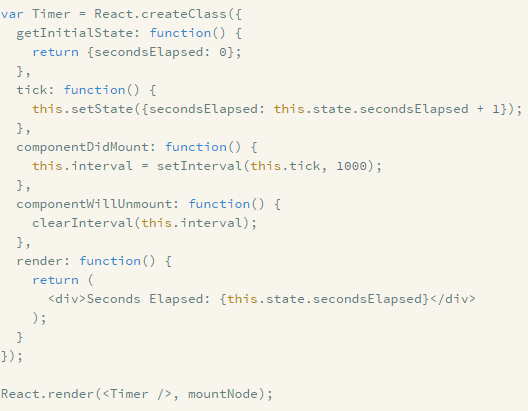 var Timer = React.createClass({
  getInitialState: function() {
    return {secondsElapsed: 0};
  },
  tick: function() {
    this.setState({secondsElapsed: this.state.secondsElapsed + 1});
  },
  componentDidMount: function() {
    this.interval = setInterval(this.tick, 1000);
  },
  componentWillUnmount: function() {
    clearInterval(this.interval);
  },
  render: function() {
    return (
      <div>Seconds Elapsed: {this.state.secondsElapsed}</div>
    );
  }
});

React.render(<Timer />, mountNode);